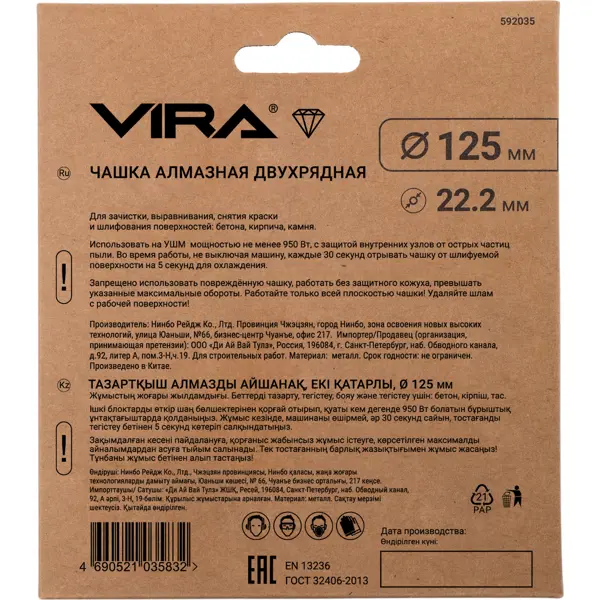 592035
VIRA®
Ø 125 мм
22.2 мм
Ru
ЧАШКА АЛМАЗНАЯ ДВУХРЯДНАЯ
Для зачистки, выравнивания, снятия краски
и шлифования поверхностей: бетона, кирпича, камня.
Использовать на УШМ мощностью не менее 950 Вт, с защитой внутренних узлов от острых частиц
пыли. Во время работы, не выключая машину, каждые 30 секунд отрывать чашку от шлифуемой
поверхности на 5 секунд для охлаждения.
Запрещено использовать повреждённую чашку, работать без защитного кожуха, превышать
указанные максимальные обороты. Работайте только всей плоскостью чашки! Удаляйте шлам
с рабочей поверхности!
Производитель: Нинбо Рейдж Ко., Лтд. Провинция Чжэцзян, город Нинбо, зона освоения новых высоких
технологий, улица Юаньши, №66, бизнес-центр Чуанъе, офис 217. Импортер/Продавец (организация,
принимающая претензии): ООО «Ди Ай Вай Тулз», Россия, 196084, г. Санкт-Петербург, наб. Обводного канала,
д.92, литер А, пом.3-Н,ч.19. Для строительных работ. Материал: металл. Срок годности: не ограничен.
Произведено в Китае.
Kz
ТАЗАРТҚЫШ АЛМАЗДЫ АЙШАНАҚ, ЕКІ ҚАТАРЛЫ, Ø 125 мм
Жұмыстың жоғары жылдамдығы. Беттерді тазарту, тегістеу, бояу және тегістеу үшін: бетон, кірпіш, тас.
Ішкі блоктарды өткір шаң бөлшектерінен қорғай отырып, қуаты кем дегенде 950 Вт болатын бұрыштық
ұнтақтағыштарда қолданыңыз. Жұмыс кезінде, машинаны өшірмей, әр 30 секунд сайын, тостағанды
тегістеу бетінен 5 секунд көтеріп салқындатыңыз.
Зақымдалған кесені пайдалануға, қорғаныс жабынсыз жұмыс істеуге, көрсетілген максималды
айналымдардан асуға тыйым салынады. Тек тостағанның барлық жазықтығымен жұмыс жасаңыз!
Тұнбаны жұмыс бетінен алып тастаңыз!
Өндіруші: Нинбо Рейдж Ко., Лтд., Чжэцзян провинциясы, Нинбо қаласы, жаңа жоғары
технологияларды дамыту аймағы, Юаньши көшесі, № 66, Чуанъе бизнес орталығы, 217 кеңсе.
Импорттаушы/ Сатушы: «Ди Ай Вай Тулз» ЖШҚ, Ресей, 196084, Санкт-Петербург, наб. Обводный канал,
92, А әрпі, 3-Н, 19-бөлім. Құрылыс жұмыстарына арналған. Материал: металл. Сақтау мерзімі
шектеусіз. Қытайда өндірілген.
21
PAP
4 690521 035832 >
EAC
EN 13236
ГОСТ 32406-2013
Дата производства:
Өндірілген күні: